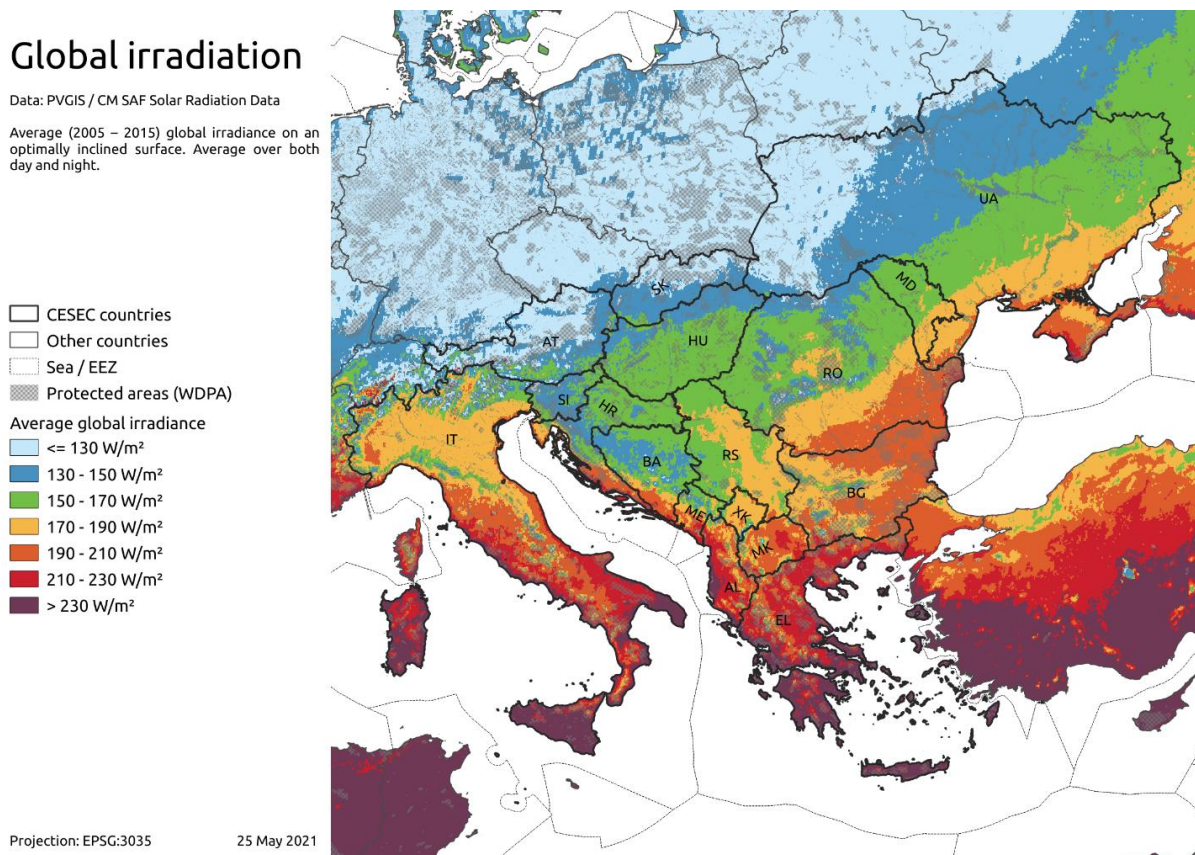 Global irradiation
Data: PVGIS / CM SAF Solar Radiation Data
Average (2005 – 2015) global irradiance on an
optimally inclined surface. Average over both
day and night.
CESEC countries
Other countries
Sea / EEZ
Protected areas (WDPA)
Average global irradiance
<= 130 W/m²
130 - 150 W/m²
150 - 170 W/m²
170 - 190 W/m²
190 - 210 W/m²
210 - 230 W/m²
> 230 W/m²
Projection: EPSG:3035 25 May 2021
UA
SK
MD
AT
HU
RO
SI
HR
IT
BA
RS
BG
ME
XK
MK
AL
EL